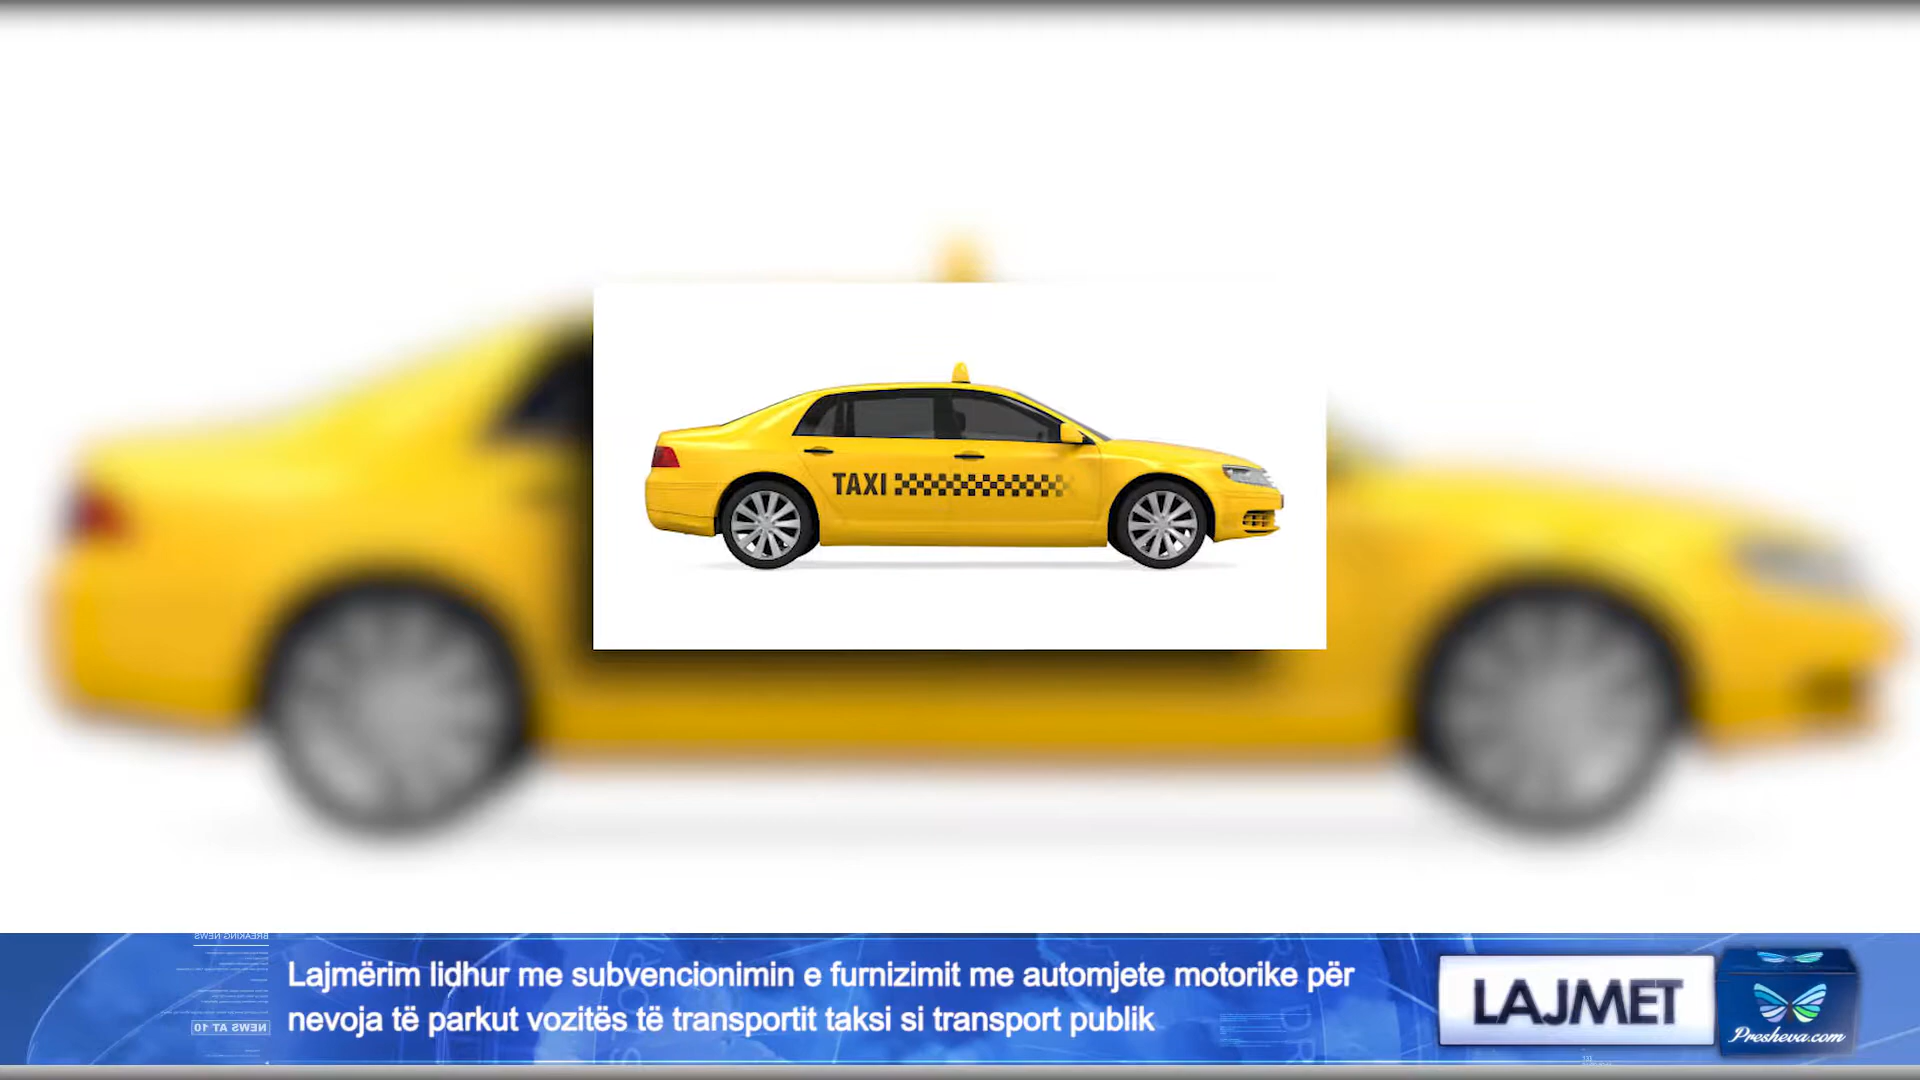 TAXI
BREAKING NEWS
Lajmërim lidhur me subvencionimin e furnizimit me automjete motorike për
nevoja të parkut vozitës të transportit taksi si transport publik
NEWS AT 10
LAJMET
Presheva.com